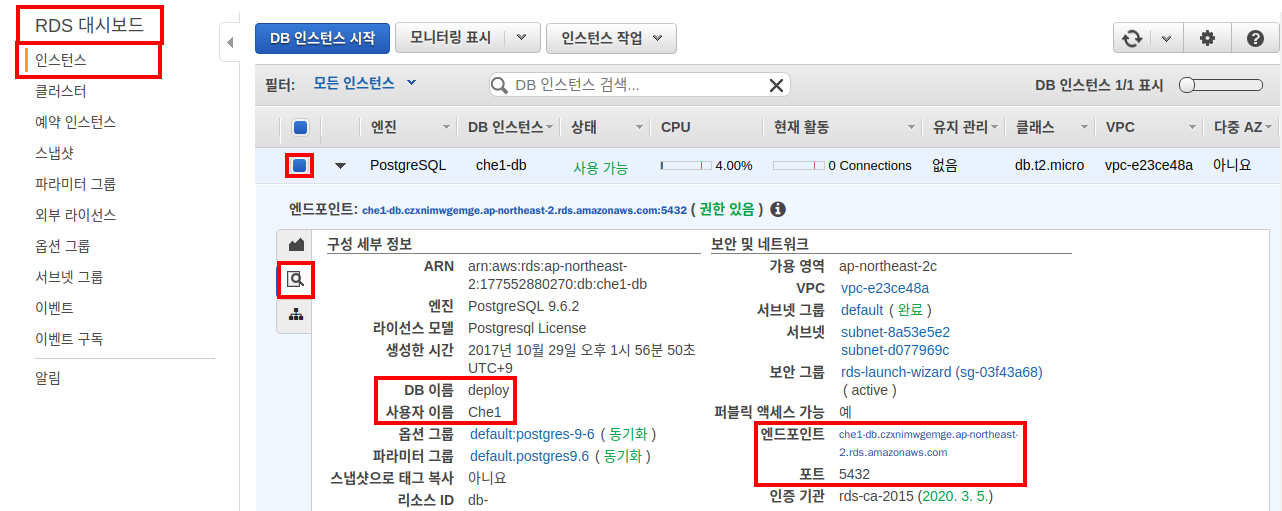 RDS 대시보드
인스턴스
클러스터
예약 인스턴스
스냅샷
파라미터 그룹
외부 라이선스
옵션 그룹
서브넷 그룹
이벤트
이벤트 구독
알림
DB 인스턴스 시작 모니터링 표시 인스턴스 작업
필터: 모든 인스턴스 DB 인스턴스 검색... DB 인스턴스 1/1 표시
엔진 DB 인스턴스 상태 CPU 현재 활동 유지 관리 클래스 VPC 다중 AZ
PostgreSQL che1-db 사용 가능 4.00% 0 Connections 없음 db.t2.micro vpc-e23ce48a 아니요
엔드포인트: che1-db.czxnimwgemge.ap-northeast-2.rds.amazonaws.com:5432 ( 권한 있음 )
구성 세부 정보
ARN arn:aws:rds:ap-northeast-
2:177552880270:db:che1-db
엔진 PostgreSQL 9.6.2
라이선스 모델 Postgresql License
생성한 시간 2017년 10월 29일 오후 1시 56분 50초
UTC+9
DB 이름 deploy
사용자 이름 Che1
옵션 그룹 default:postgres-9-6 ( 동기화 )
파라미터 그룹 default.postgres9.6 ( 동기화 )
스냅샷으로 태그 복사 아니요
리소스 ID db-
보안 및 네트워크
가용 영역 ap-northeast-2c
VPC vpc-e23ce48a
서브넷 그룹 default ( 완료 )
서브넷 subnet-8a53e5e2
subnet-d077969c
보안 그룹 rds-launch-wizard (sg-03f43a68)
( active )
퍼블릭 액세스 가능 예
엔드포인트 che1-db.czxnimwgemge.ap-northeast-
2.rds.amazonaws.com
포트 5432
인증 기관 rds-ca-2015 (2020. 3. 5.)